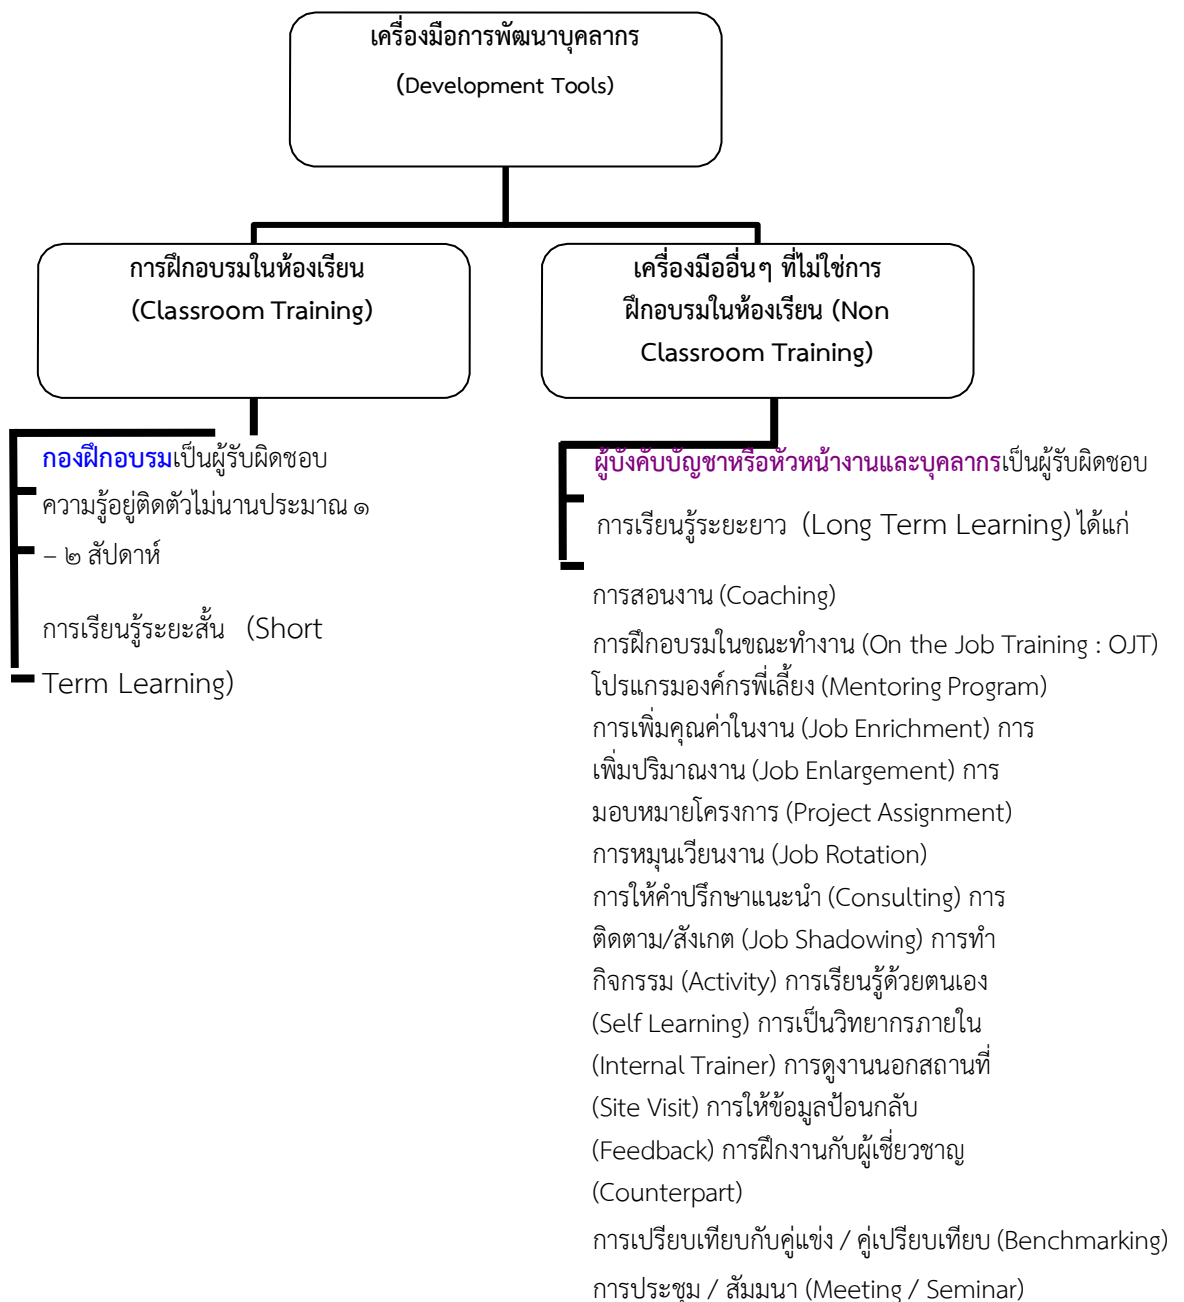 เครื่องมือการพัฒนาบุคลากร
(Development Tools)
การฝึกอบรมในห้องเรียน
(Classroom Training)
เครื่องมืออื่นๆ ที่ไม่ใช่การ
ฝึกอบรมในห้องเรียน (Non
Classroom Training)
กองฝึกอบรมเป็นผู้รับผิดชอบ
ความรู้อยู่ติดตัวไม่นานประมาณ ๑
– ๒ สัปดาห์
การเรียนรู้ระยะสั้น (Short
Term Learning)
ผู้บังคับบัญชาหรือหัวหน้างานและบุคลากรเป็นผู้รับผิดชอบ
การเรียนรู้ระยะยาว (Long Term Learning) ได้แก่
การสอนงาน (Coaching)
การฝึกอบรมในขณะทำงาน (On the Job Training : OJT)
โปรแกรมองค์กรพี่เลี้ยง (Mentoring Program)
การเพิ่มคุณค่าในงาน (Job Enrichment) การ
เพิ่มปริมาณงาน (Job Enlargement) การ
มอบหมายโครงการ (Project Assignment)
การหมุนเวียนงาน (Job Rotation)
การให้คำปรึกษาแนะนำ (Consulting) การ
ติดตาม/สังเกต (Job Shadowing) การทำ
กิจกรรม (Activity) การเรียนรู้ด้วยตนเอง
(Self Learning) การเป็นวิทยากรภายใน
(Internal Trainer) การดูงานนอกสถานที่
(Site Visit) การให้ข้อมูลป้อนกลับ
(Feedback) การฝึกงานกับผู้เชี่ยวชาญ
(Counterpart)
การเปรียบเทียบกับคู่แข่ง / คู่เปรียบเทียบ (Benchmarking)
การประชุม / สัมมนา (Meeting / Seminar)